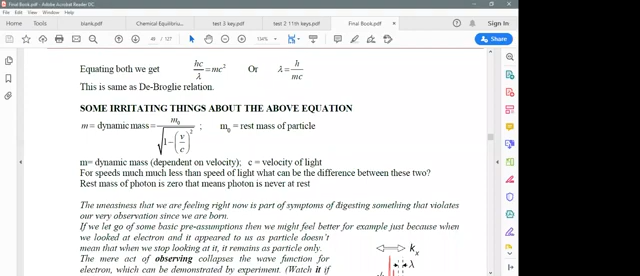 Final Book.pdf - Adobe Acrobat Reader DC
File Edit View Window Help
Home Tools blank.pdf Chemical Equilibriu... test 3 key.pdf test 2 11th keys.pdf Final Book.pdf × Sign In
49 / 127 134% Share
Equating both we get hc/λ = mc² Or λ = h/mc
This is same as De-Broglie relation.
SOME IRRITATING THINGS ABOUT THE ABOVE EQUATION
m = dynamic mass = m₀/√(1-(v/c)²) ; m₀ = rest mass of particle
m= dynamic mass (dependent on velocity); c = velocity of light
For speeds much much less than speed of light what can be the difference between these two?
Rest mass of photon is zero that means photon is never at rest
The uneasiness that we are feeling right now is part of symptoms of digesting something that violates
our very observation since we are born.
If we let go of some basic pre-assumptions then we might feel better for example just because when
we looked at electron and it appeared to us as particle doesn't
mean that when we stop looking at it, it remains as particle only.
The mere act of observing collapses the wave function for
electron, which can be demonstrated by experiment. (Watch it if
kₓ
λ